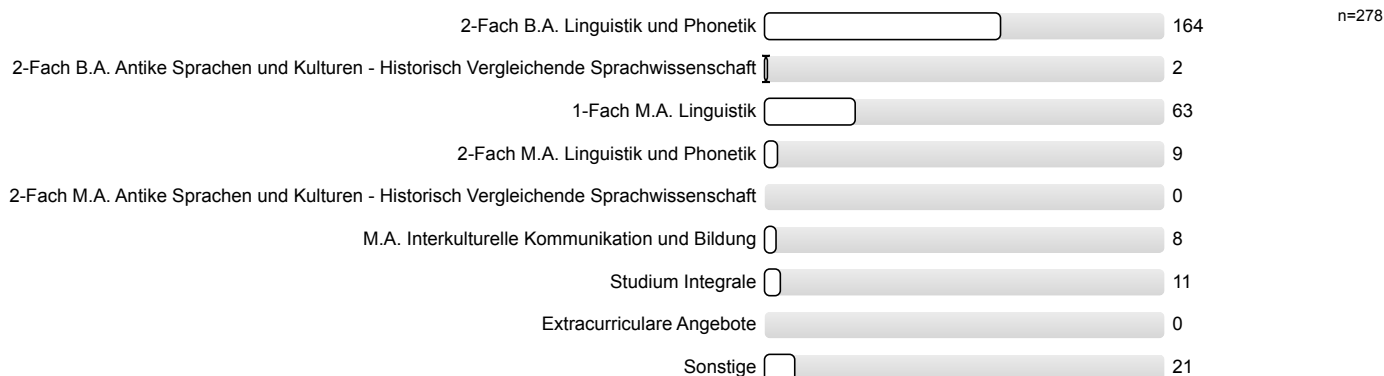 2-Fach B.A. Linguistik und Phonetik 164 n=278
2-Fach B.A. Antike Sprachen und Kulturen - Historisch Vergleichende Sprachwissenschaft 2
1-Fach M.A. Linguistik 63
2-Fach M.A. Linguistik und Phonetik 9
2-Fach M.A. Antike Sprachen und Kulturen - Historisch Vergleichende Sprachwissenschaft 0
M.A. Interkulturelle Kommunikation und Bildung 8
Studium Integrale 11
Extracurriculare Angebote 0
Sonstige 21